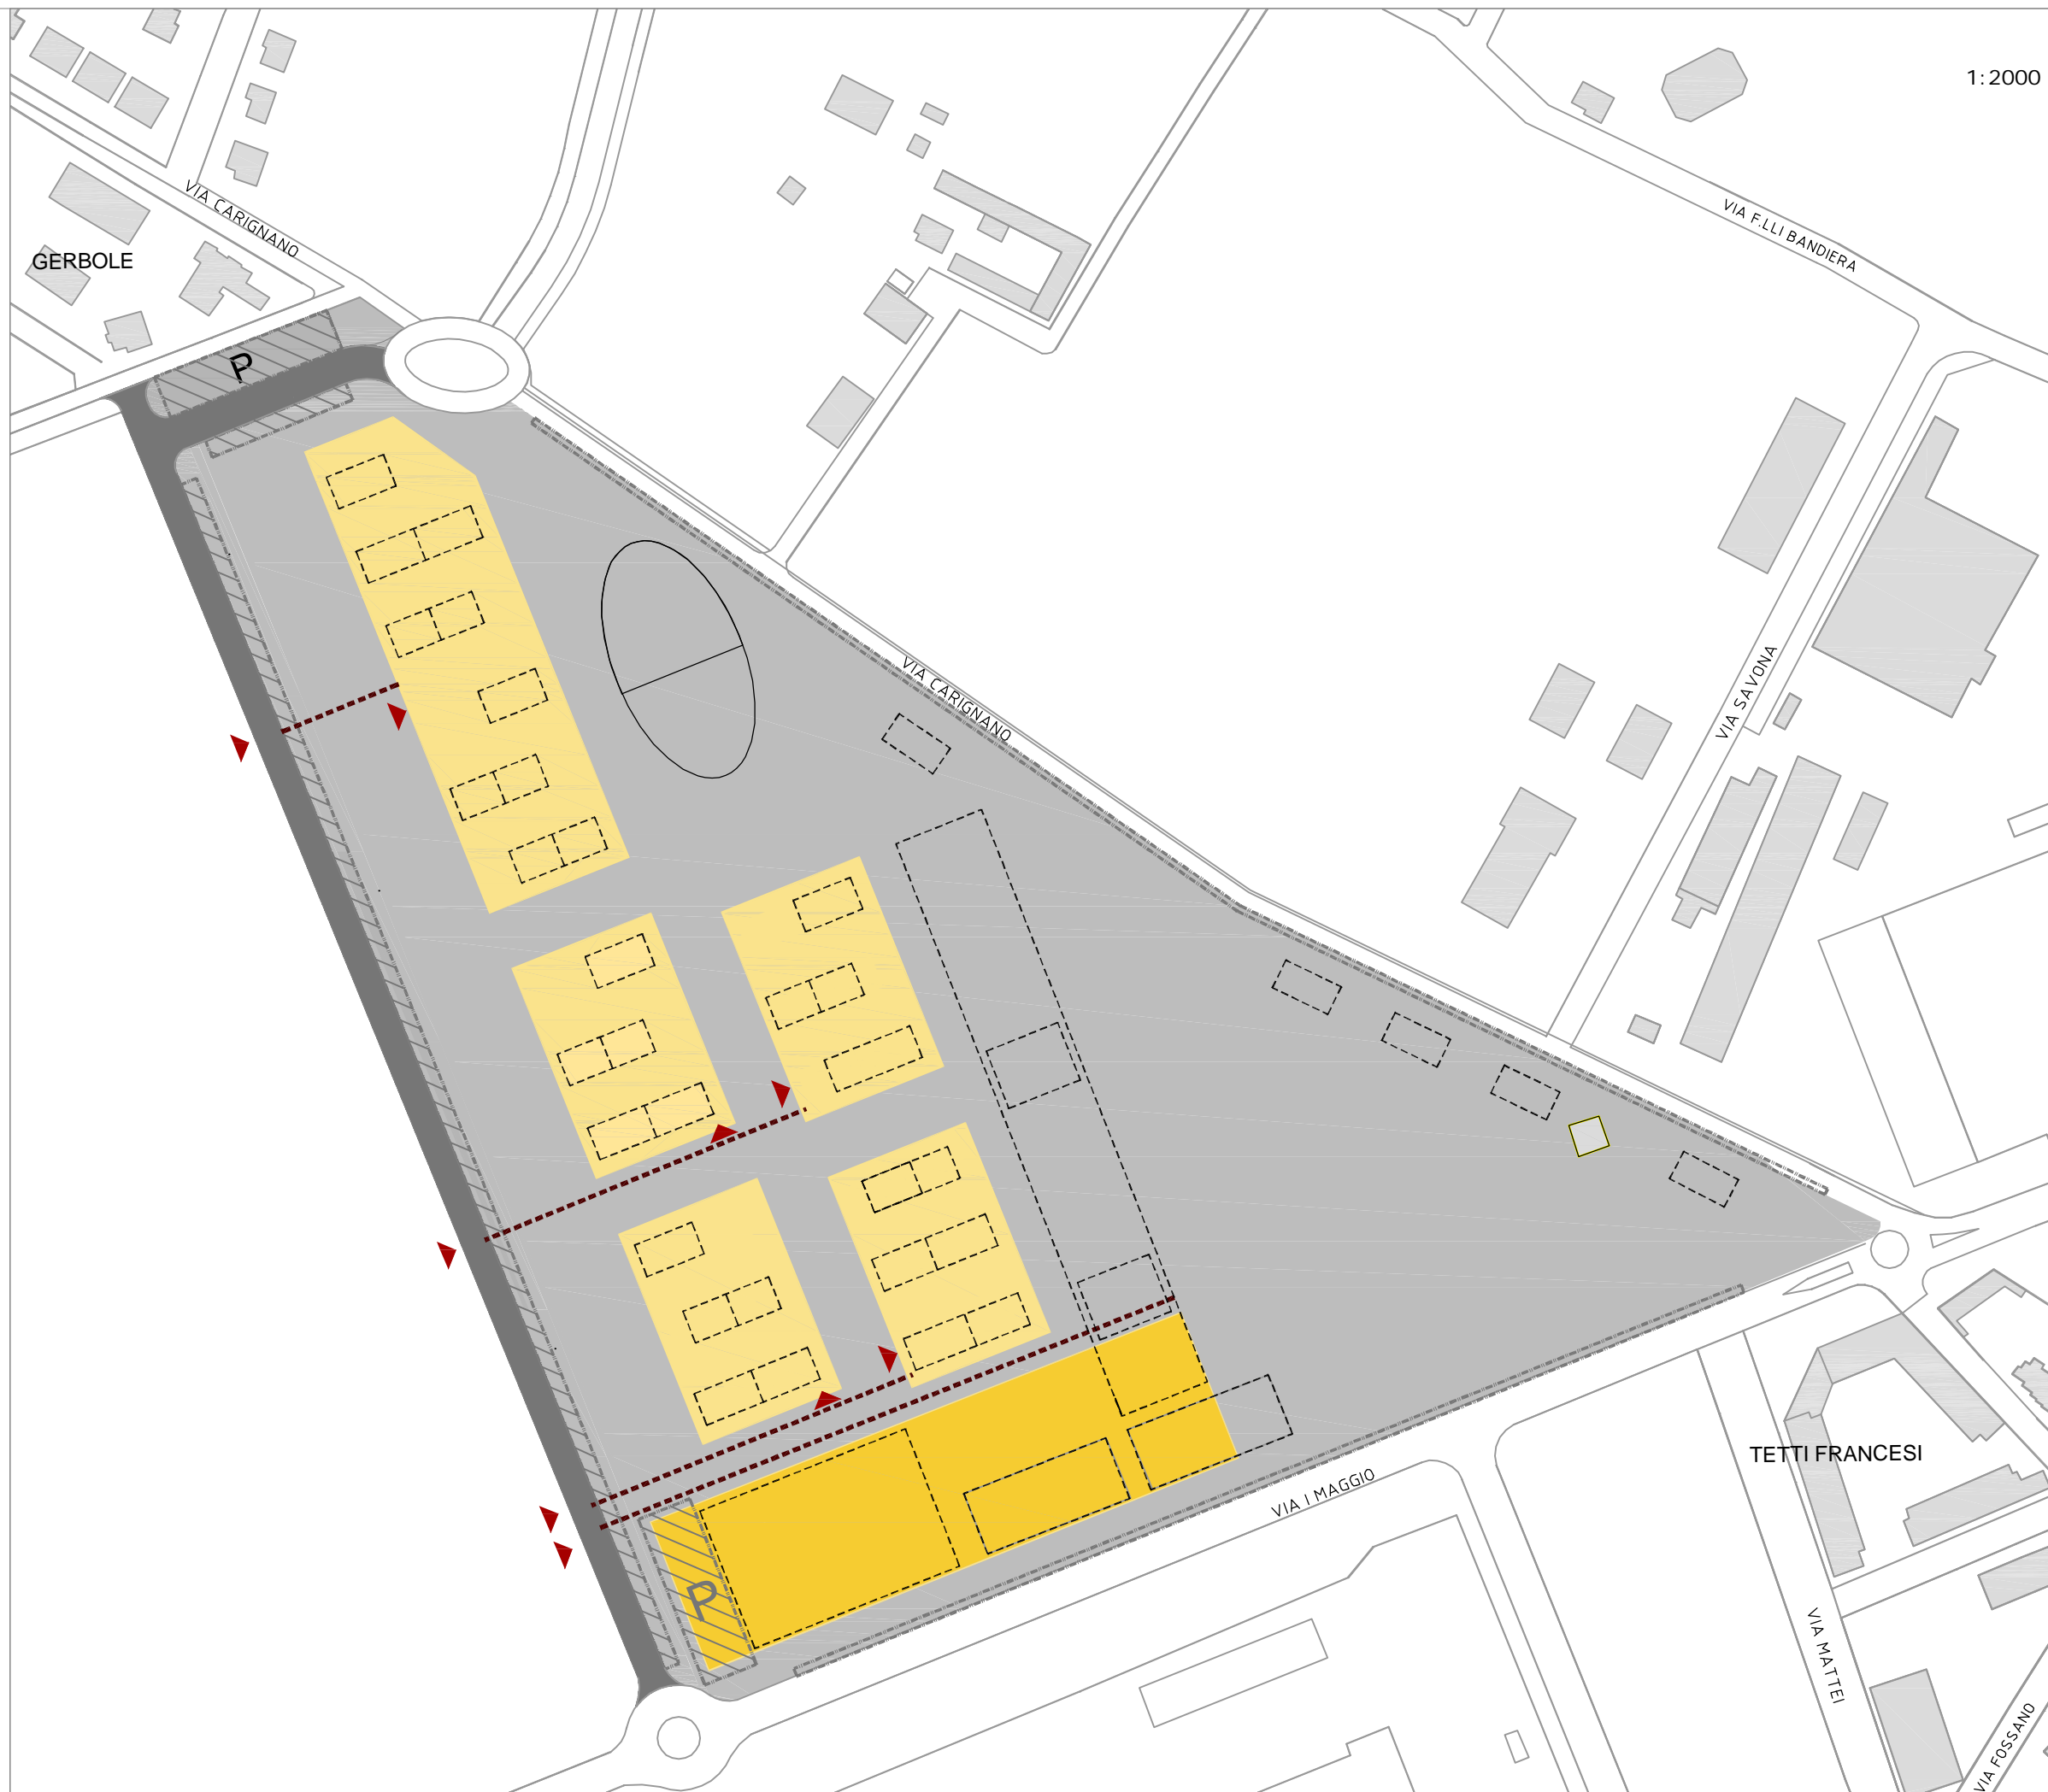 1:2000
VIA CARIGNANO
VIA F.LLI BANDIERA
GERBOLE
P
VIA CARIGNANO
VIA SAVONA
TETTI FRANCESI
VIA I MAGGIO
P
VIA MATTEI
VIA FOSSANO